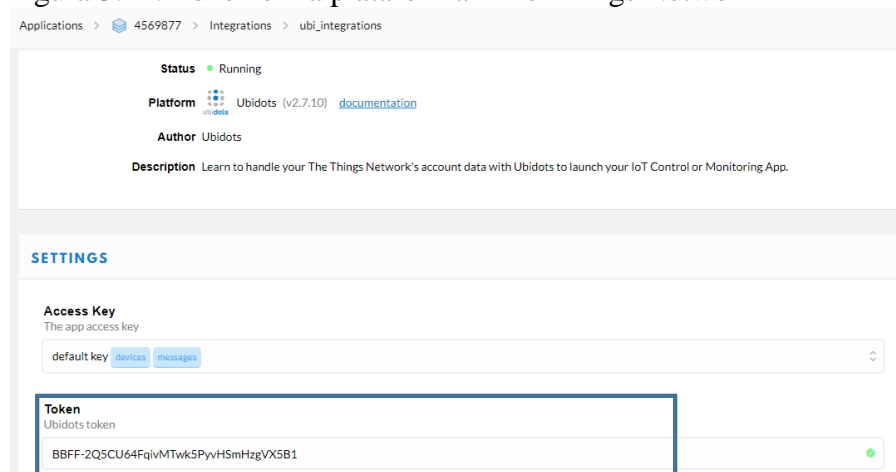 Applications > 4569877 > Integrations > ubi_integrations
Status Running
Platform ubidots Ubidots (v2.7.10) documentation
Author Ubidots
Description Learn to handle your The Things Network's account data with Ubidots to launch your IoT Control or Monitoring App.
SETTINGS
Access Key
The app access key
default key devices messages
Token
Ubidots token
BBFF-2Q5CU64FqivMTwk5PyvHSmHzgVX5B1